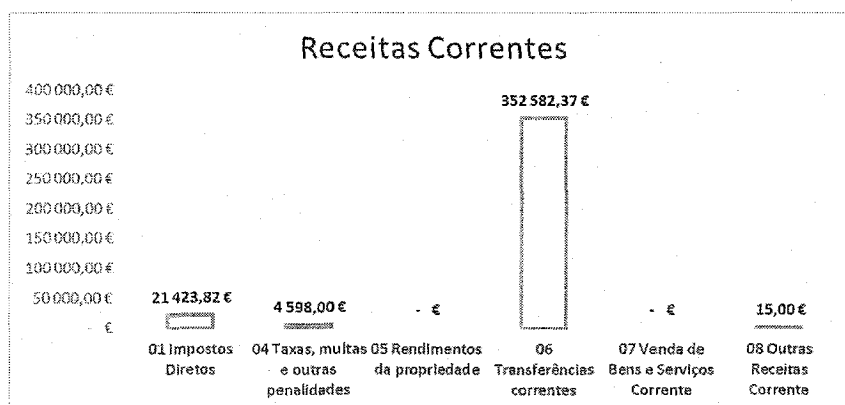 Receitas Correntes
400 000,00 €
350 000,00 €
300 000,00 €
250 000,00 €
200 000,00 €
150 000,00 €
100 000,00 €
50 000,00 €
- €
21 423,82 €
4 598,00 €
- €
352 582,37 €
- €
15,00 €
01 Impostos
Diretos
04 Taxas, multas
e outras
penalidades
05 Rendimentos
da propriedade
06
Transferências
correntes
07 Venda de
Bens e Serviços
Corrente
08 Outras
Receitas
Corrente